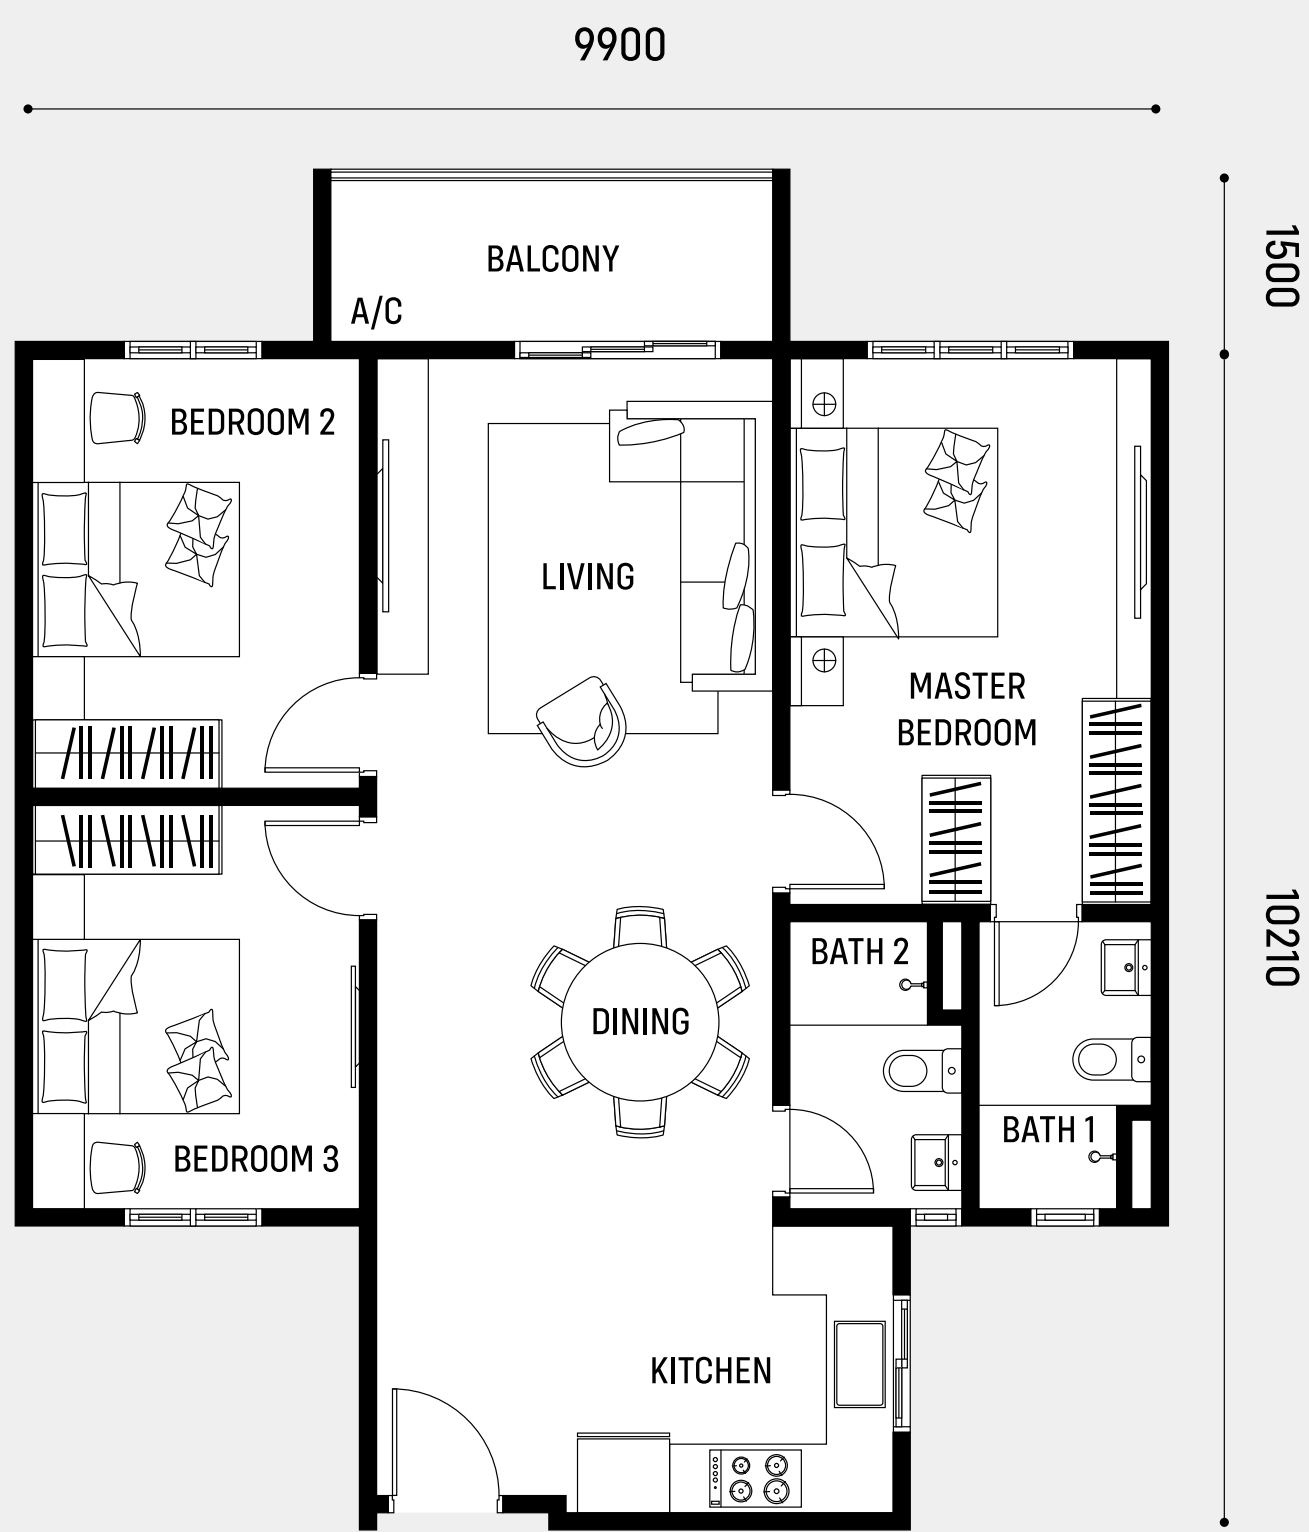 9900
1500
BALCONY
A/C
BEDROOM 2
LIVING
MASTER
BEDROOM
10210
BATH 2
DINING
BATH 1
BEDROOM 3
KITCHEN